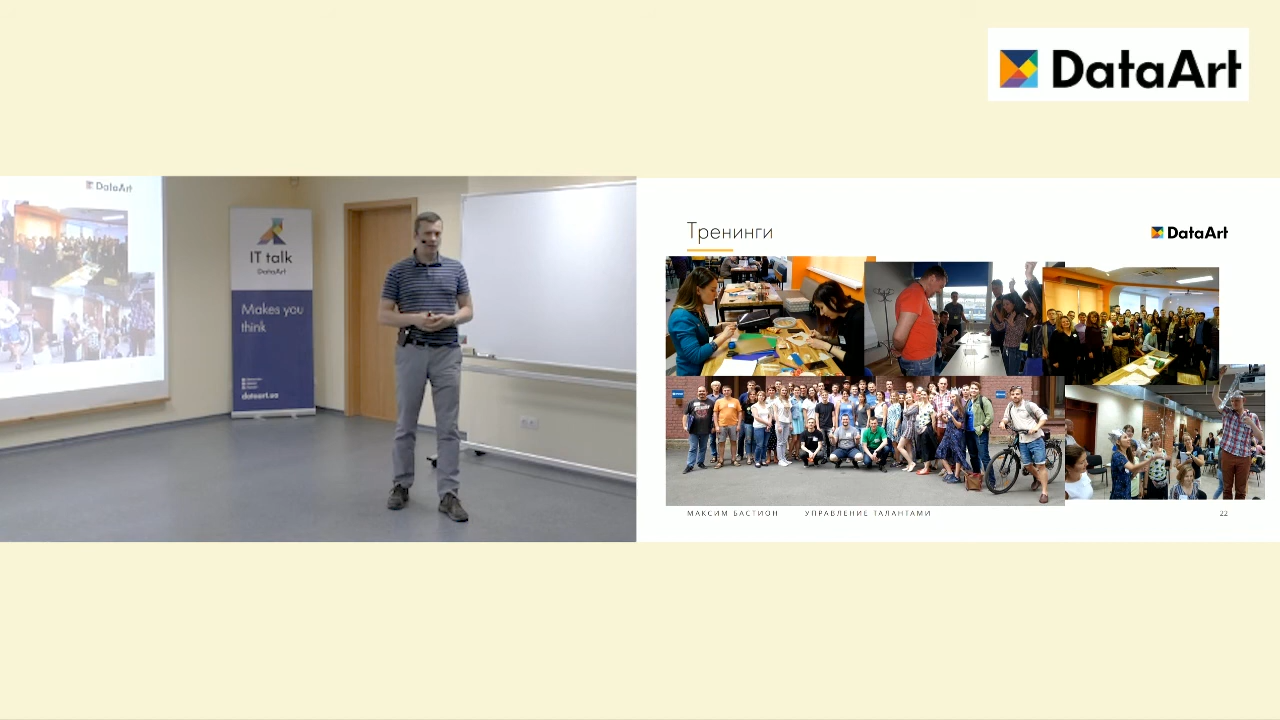 DataArt
DataArt
IT talk
DataArt
Makes you
think
dataart.ua
Тренинги
DataArt
МАКСИМ БАСТИОН УПРАВЛЕНИЕ ТАЛАНТАМИ
22